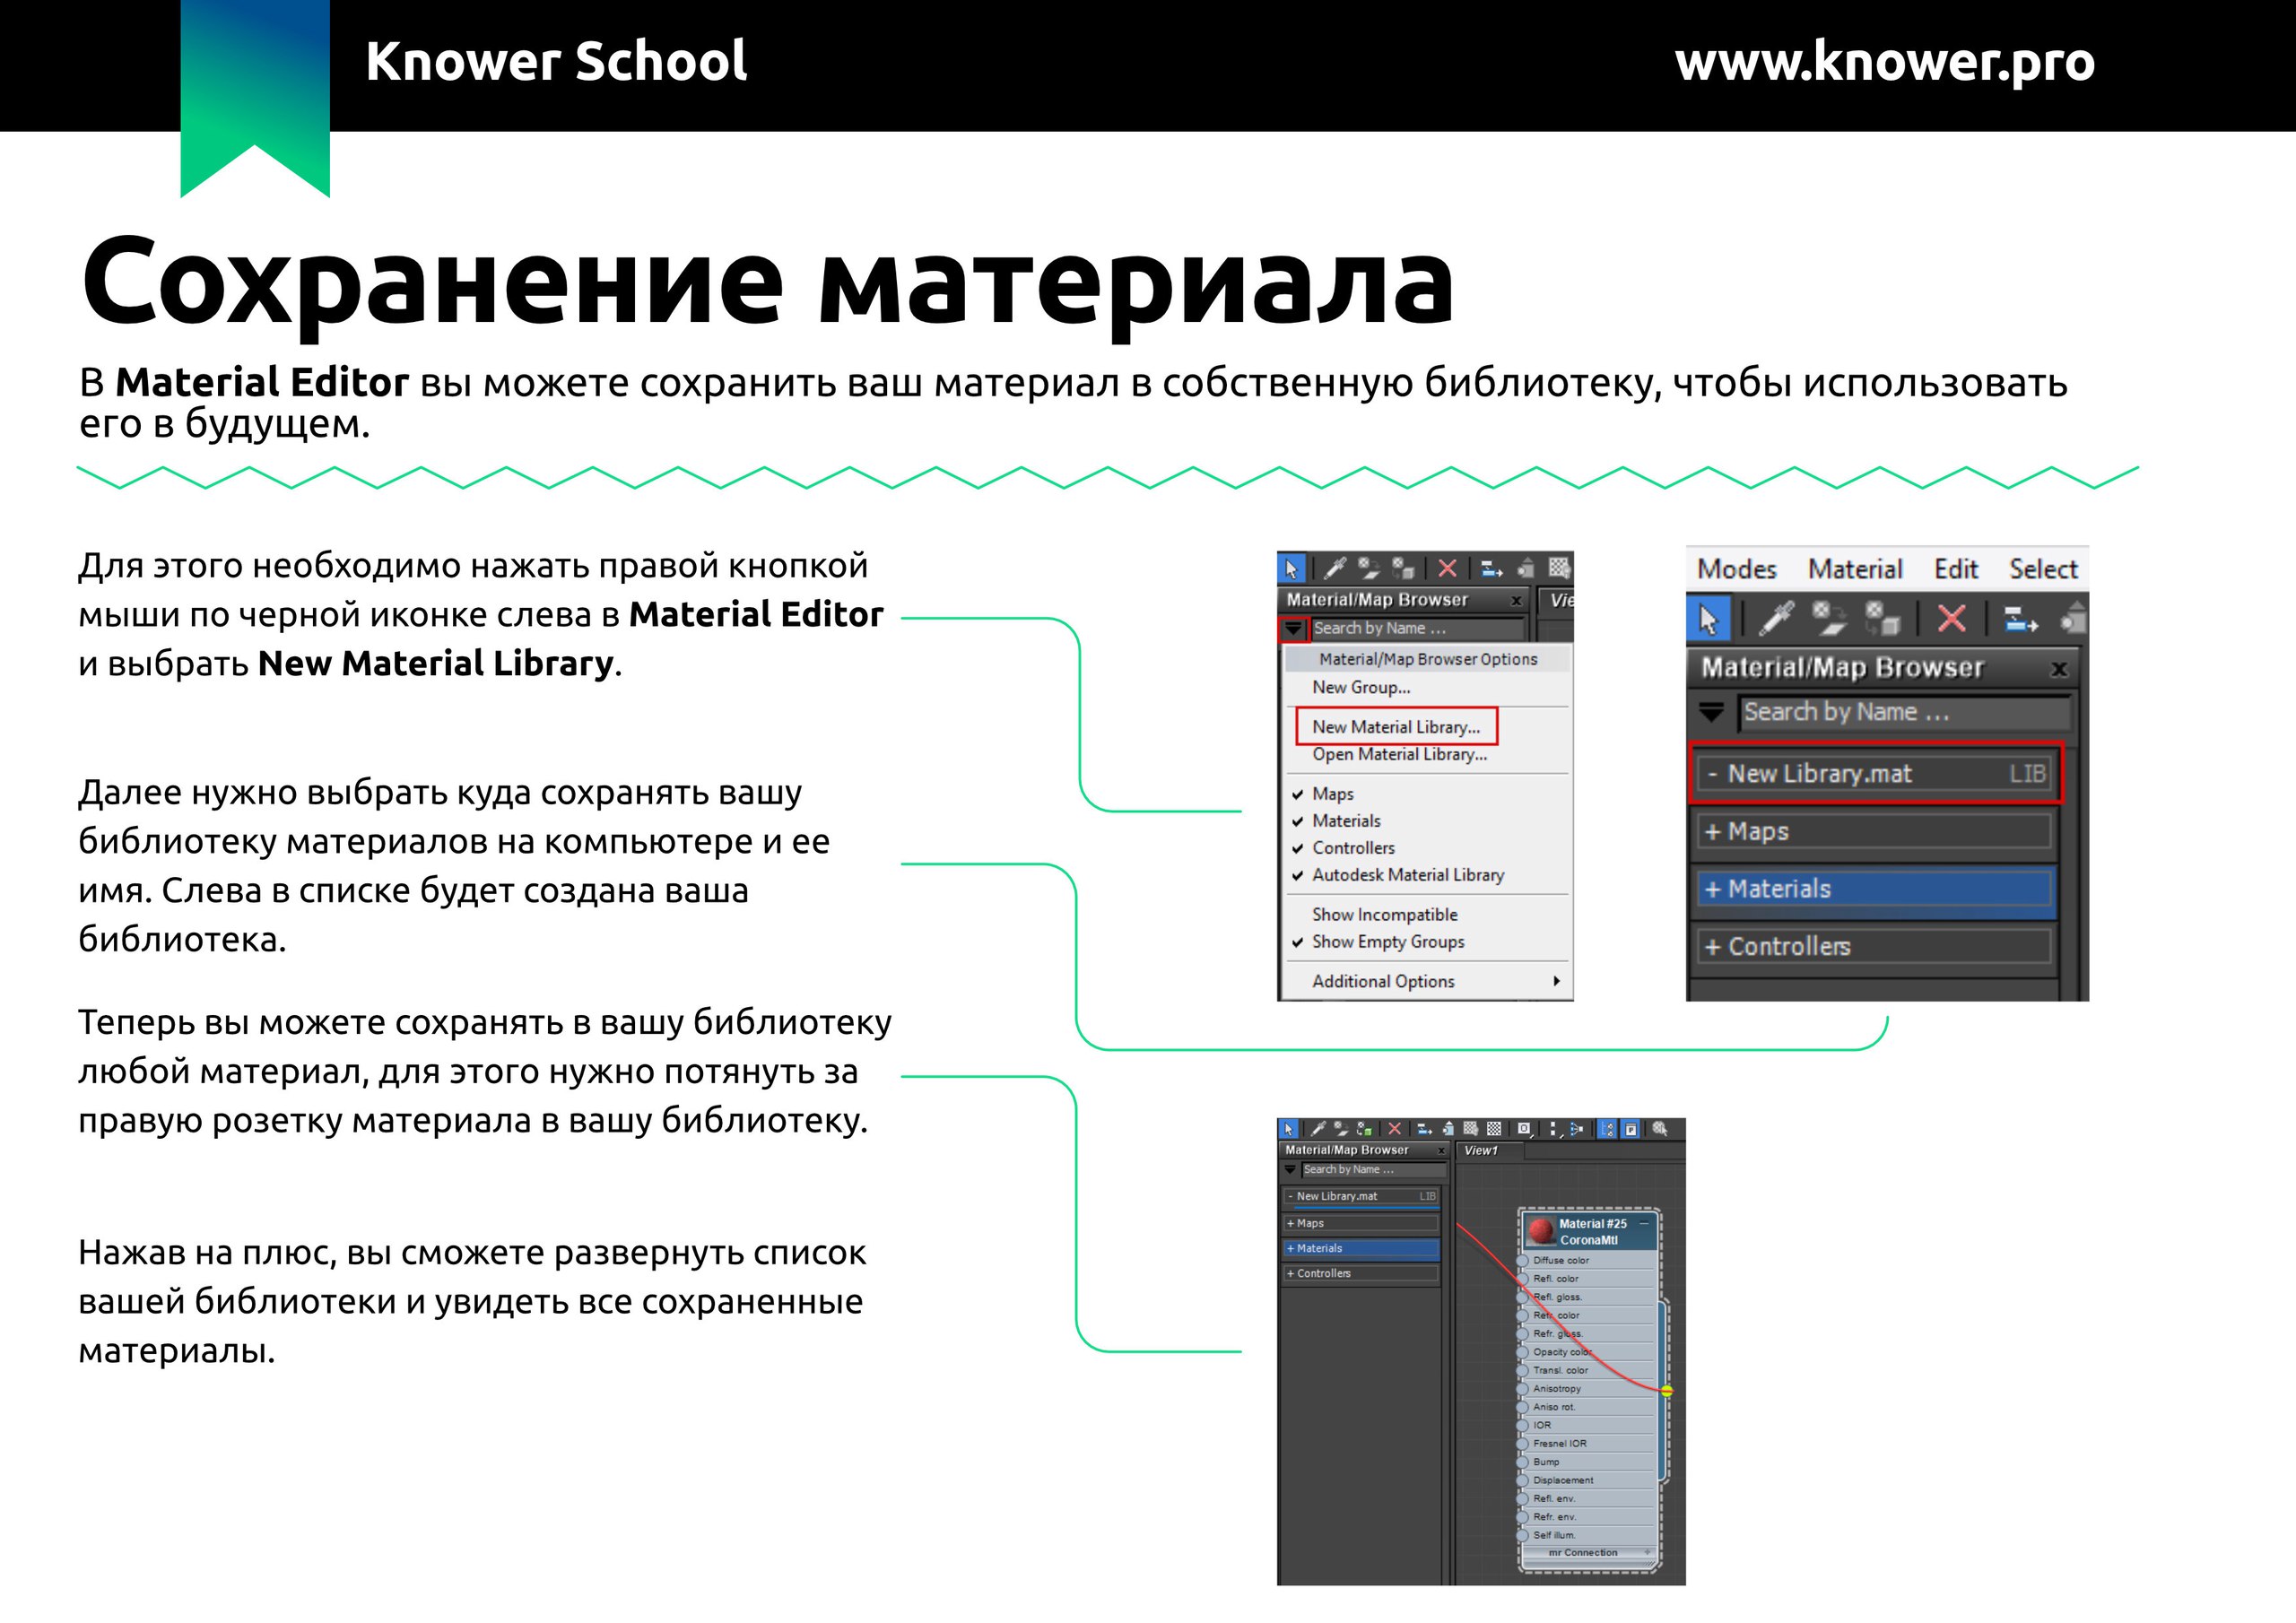 Knower School
www.knower.pro
Сохранение материала
В Material Editor вы можете сохранить ваш материал в собственную библиотеку, чтобы использовать
его в будущем.
Для этого необходимо нажать правой кнопкой
мыши по черной иконке слева в Material Editor
и выбрать New Material Library.
Далее нужно выбрать куда сохранять вашу
библиотеку материалов на компьютере и ее
имя. Слева в списке будет создана ваша
библиотека.
Теперь вы можете сохранять в вашу библиотеку
любой материал, для этого нужно потянуть за
правую розетку материала в вашу библиотеку.
Нажав на плюс, вы сможете развернуть список
вашей библиотеки и увидеть все сохраненные
материалы.
Material/Map Browser x Vie
Search by Name ...
Material/Map Browser Options
New Group...
New Material Library...
Open Material Library...
Maps
Materials
Controllers
Autodesk Material Library
Show Incompatible
Show Empty Groups
Additional Options
Modes Material Edit Select
Material/Map Browser x
Search by Name ...
- New Library.mat LIB
+ Maps
+ Materials
+ Controllers
Material/Map Browser x View1
Search by Name ...
- New Library.mat LIB
+ Maps
+ Materials
+ Controllers
Material #25
CoronaMtl
Diffuse color
Refl. color
Refl. gloss.
Refr. color
Refr. gloss.
Opacity color
Transl. color
Anisotropy
Aniso rot.
IOR
Fresnel IOR
Bump
Displacement
Refl. env.
Refr. env.
Self illum.
mr Connection +